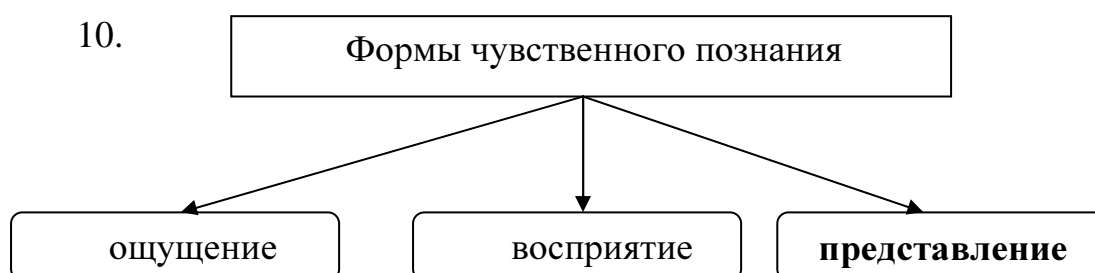 10.
Формы чувственного познания
ощущение
восприятие
представление